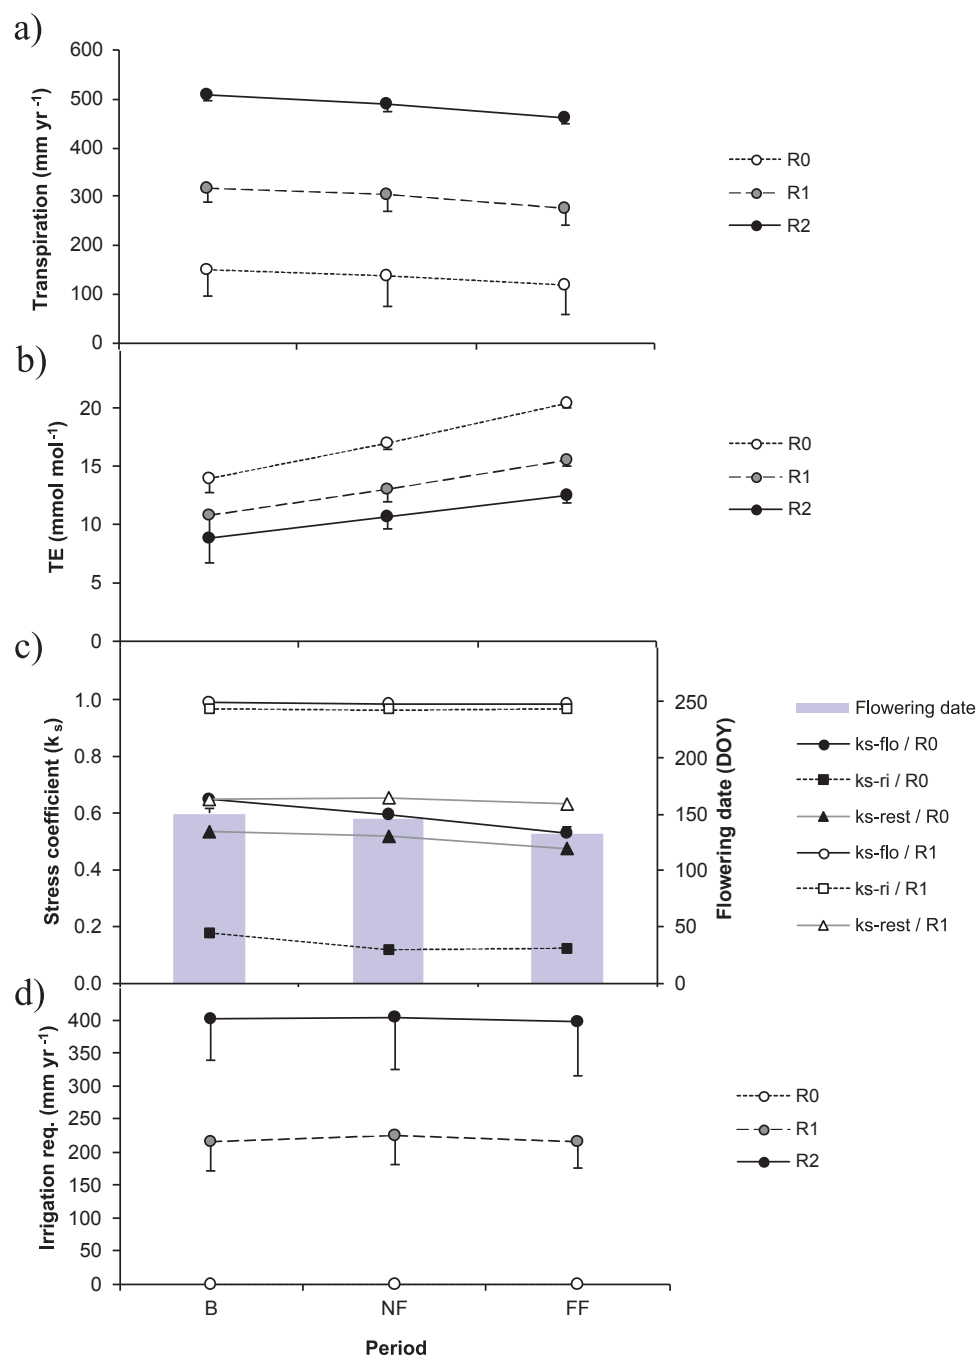 a)
600
500
400
300
200
100
0
Transpiration (mm yr -1)
R0
R1
R2
b)
20
15
10
5
0
TE (mmol mol-1)
R0
R1
R2
c)
1.0
0.8
0.6
0.4
0.2
0.0
Stress coefficient (k s)
250
200
150
100
50
0
Flowering date (DOY)
Flowering date
ks-flo / R0
ks-ri / R0
ks-rest / R0
ks-flo / R1
ks-ri / R1
ks-rest / R1
d)
400
350
300
250
200
150
100
50
0
Irrigation req. (mm yr -1)
R0
R1
R2
B NF FF
Period